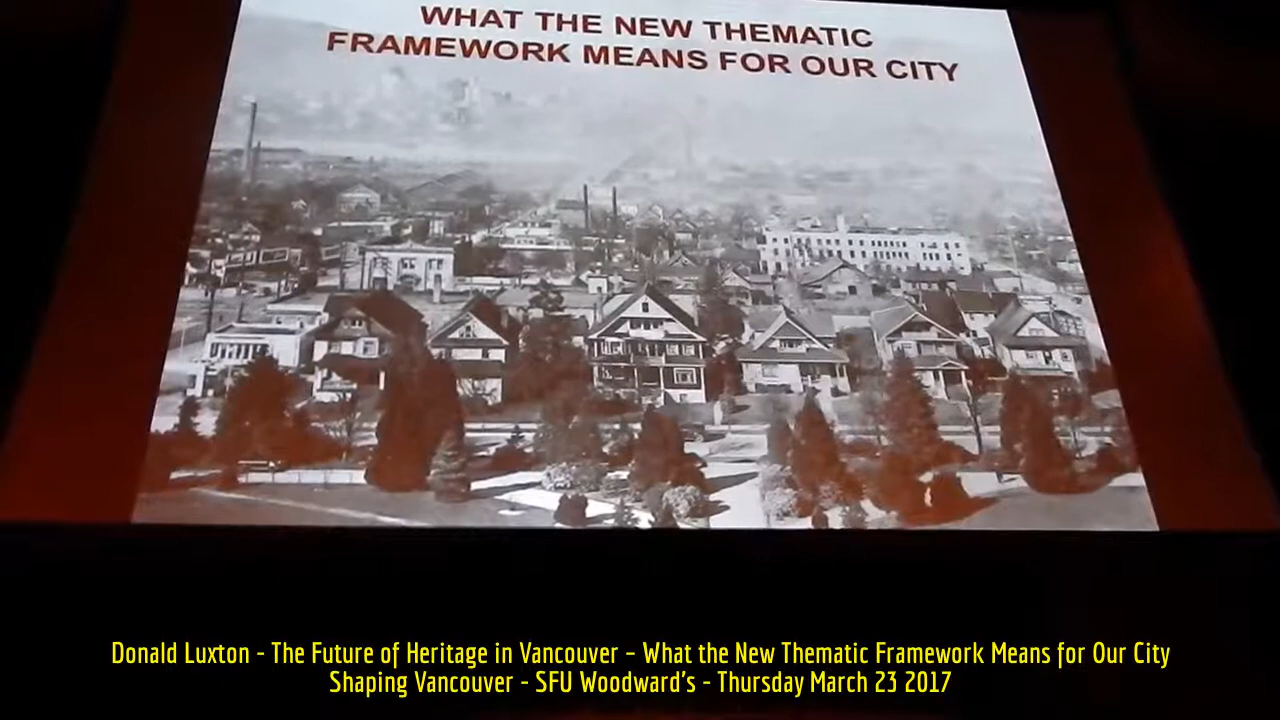 WHAT THE NEW THEMATIC
FRAMEWORK MEANS FOR OUR CITY
Donald Luxton - The Future of Heritage in Vancouver - What the New Thematic Framework Means for Our City
Shaping Vancouver - SFU Woodward's - Thursday March 23 2017